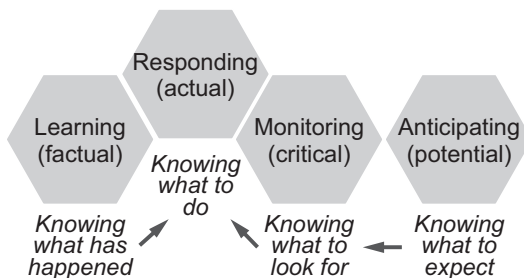 Responding
(actual)
Learning
(factual)
Monitoring
(critical)
Anticipating
(potential)
Knowing
what to
do
Knowing
what has
happened
Knowing
what to
look for
Knowing
what to
expect